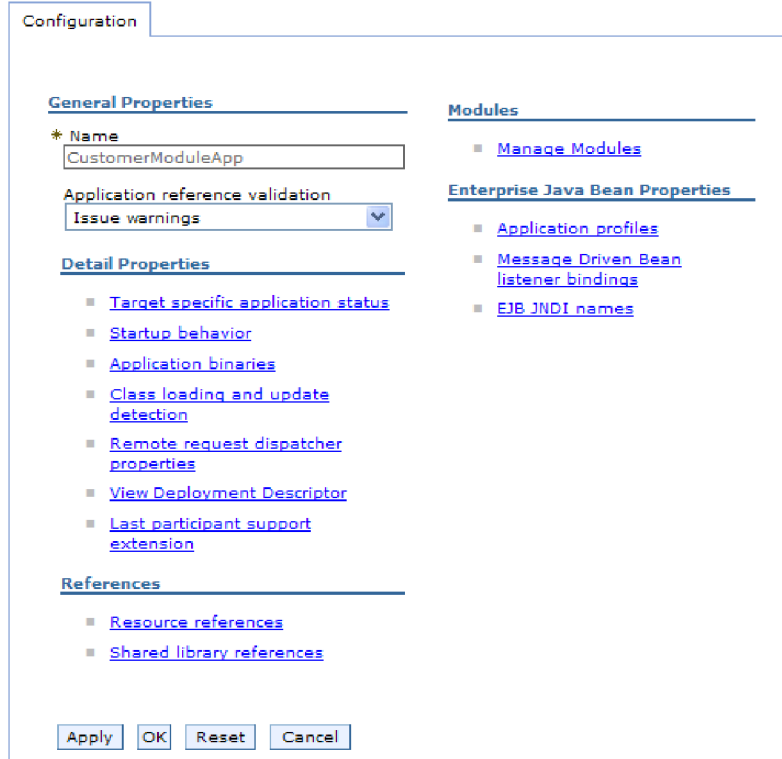 Configuration
General Properties
* Name
CustomerModuleApp
Application reference validation
Issue warnings
Detail Properties
Target specific application status
Startup behavior
Application binaries
Class loading and update
detection
Remote request dispatcher
properties
View Deployment Descriptor
Last participant support
extension
References
Resource references
Shared library references
Modules
Manage Modules
Enterprise Java Bean Properties
Application profiles
Message Driven Bean
listener bindings
EJB JNDI names
Apply OK Reset Cancel